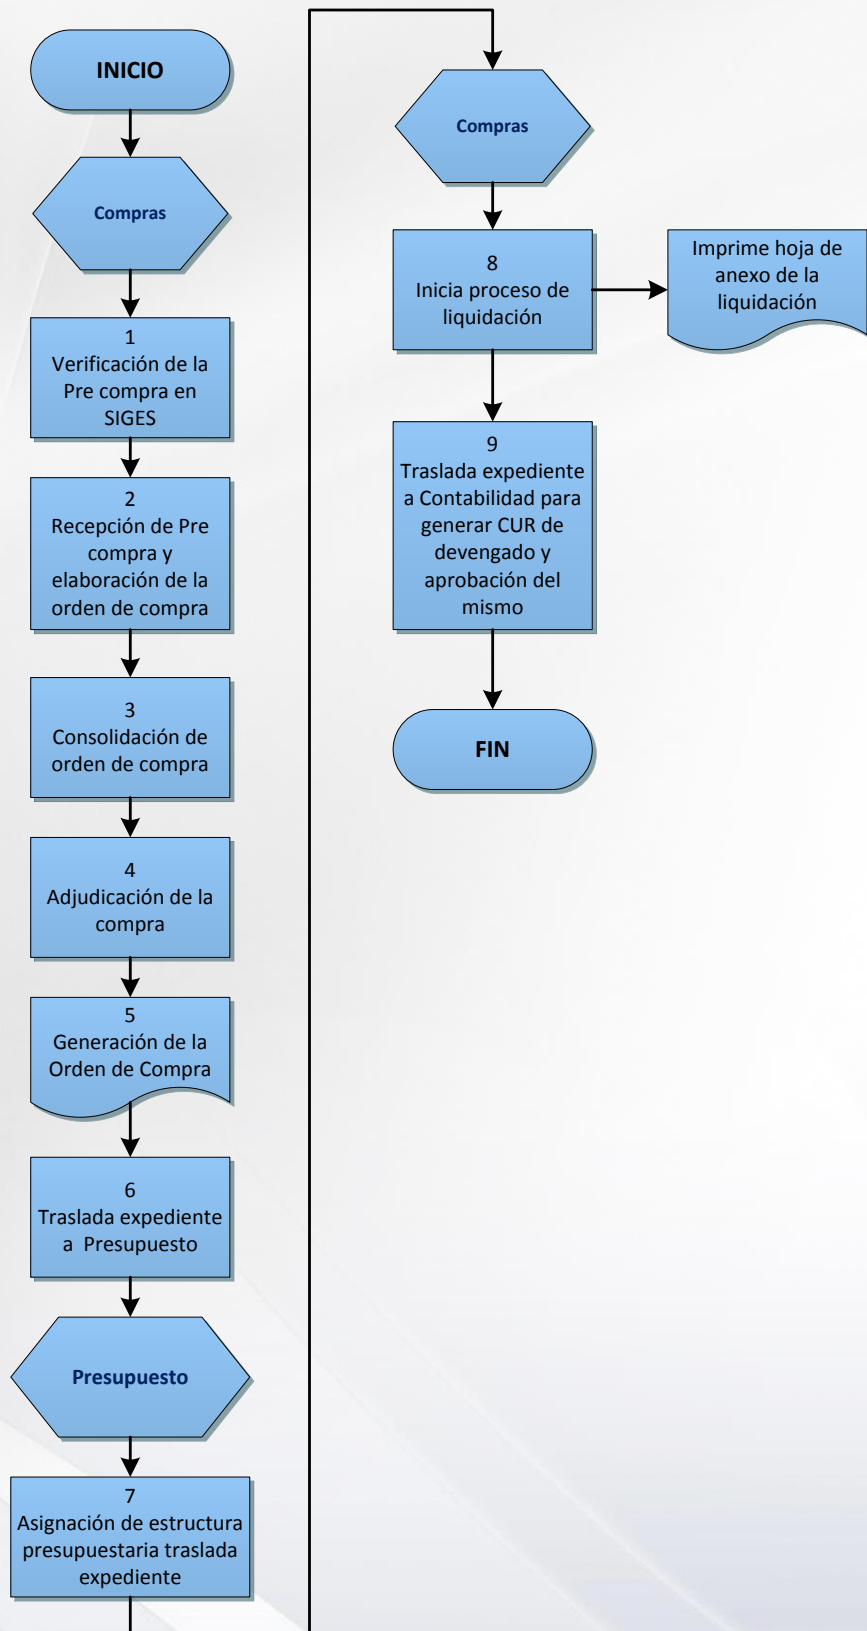 INICIO
Compras
1
Verificación de la
Pre compra en
SIGES
2
Recepción de Pre
compra y
elaboración de la
orden de compra
3
Consolidación de
orden de compra
4
Adjudicación de la
compra
5
Generación de la
Orden de Compra
6
Traslada expediente
a Presupuesto
Presupuesto
7
Asignación de estructura
presupuestaria traslada
expediente
Compras
8
Inicia proceso de
liquidación
Imprime hoja de
anexo de la
liquidación
9
Traslada expediente
a Contabilidad para
generar CUR de
devengado y
aprobación del
mismo
FIN